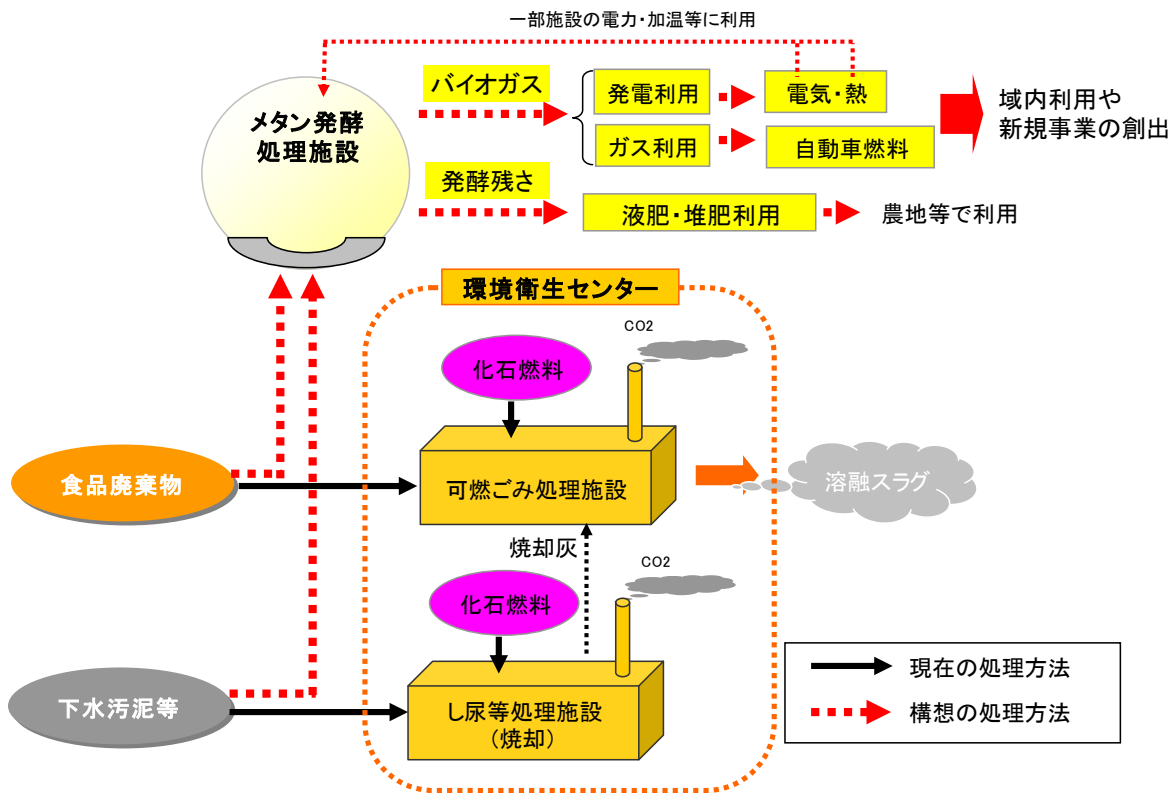 一部施設の電力・加温等に利用
バイオガス
発電利用
電気・熱
メタン発酵
処理施設
ガス利用
自動車燃料
域内利用や
新規事業の創出
発酵残さ
液肥・堆肥利用
農地等で利用
環境衛生センター
CO2
化石燃料
食品廃棄物
可燃ごみ処理施設
溶融スラグ
焼却灰
CO2
化石燃料
下水汚泥等
し尿等処理施設
(焼却)
現在の処理方法
構想の処理方法